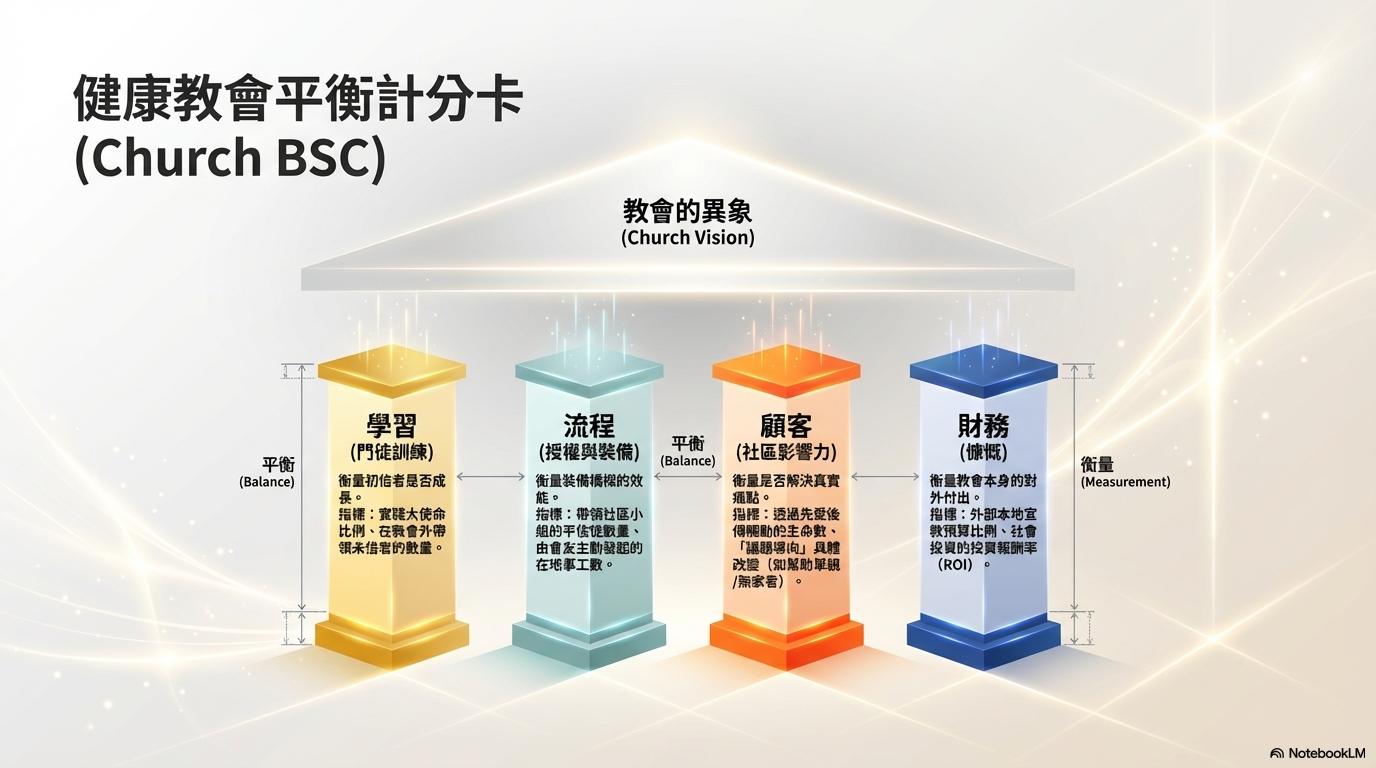 健康教會平衡計分卡
(Church BSC)
教會的異象
(Church Vision)
學習
(門徒訓練)
衡量初信者是否成
長。
指標：實踐大使命
比例、在教會外帶
領未信者的數量。
流程
(授權與裝備)
衡量裝備機構的效
能。
指標：帶領社區小
組的平信徒數量、
由會友主動發起的
在地事工數。
顧客
(社區影響力)
衡量是否解決真實
痛點。
指標：透過先愛後
得觸動的生命數、
「議題導向」具體
改變（如幫助單親
/無家者）。
財務
(慷慨)
衡量教會本身的對
外付出。
指標：外部本地宣
教預算比例、社會
投資的投資報酬率
（ROI）。
平衡
(Balance)
平衡
(Balance)
衡量
(Measurement)
NotebookLM